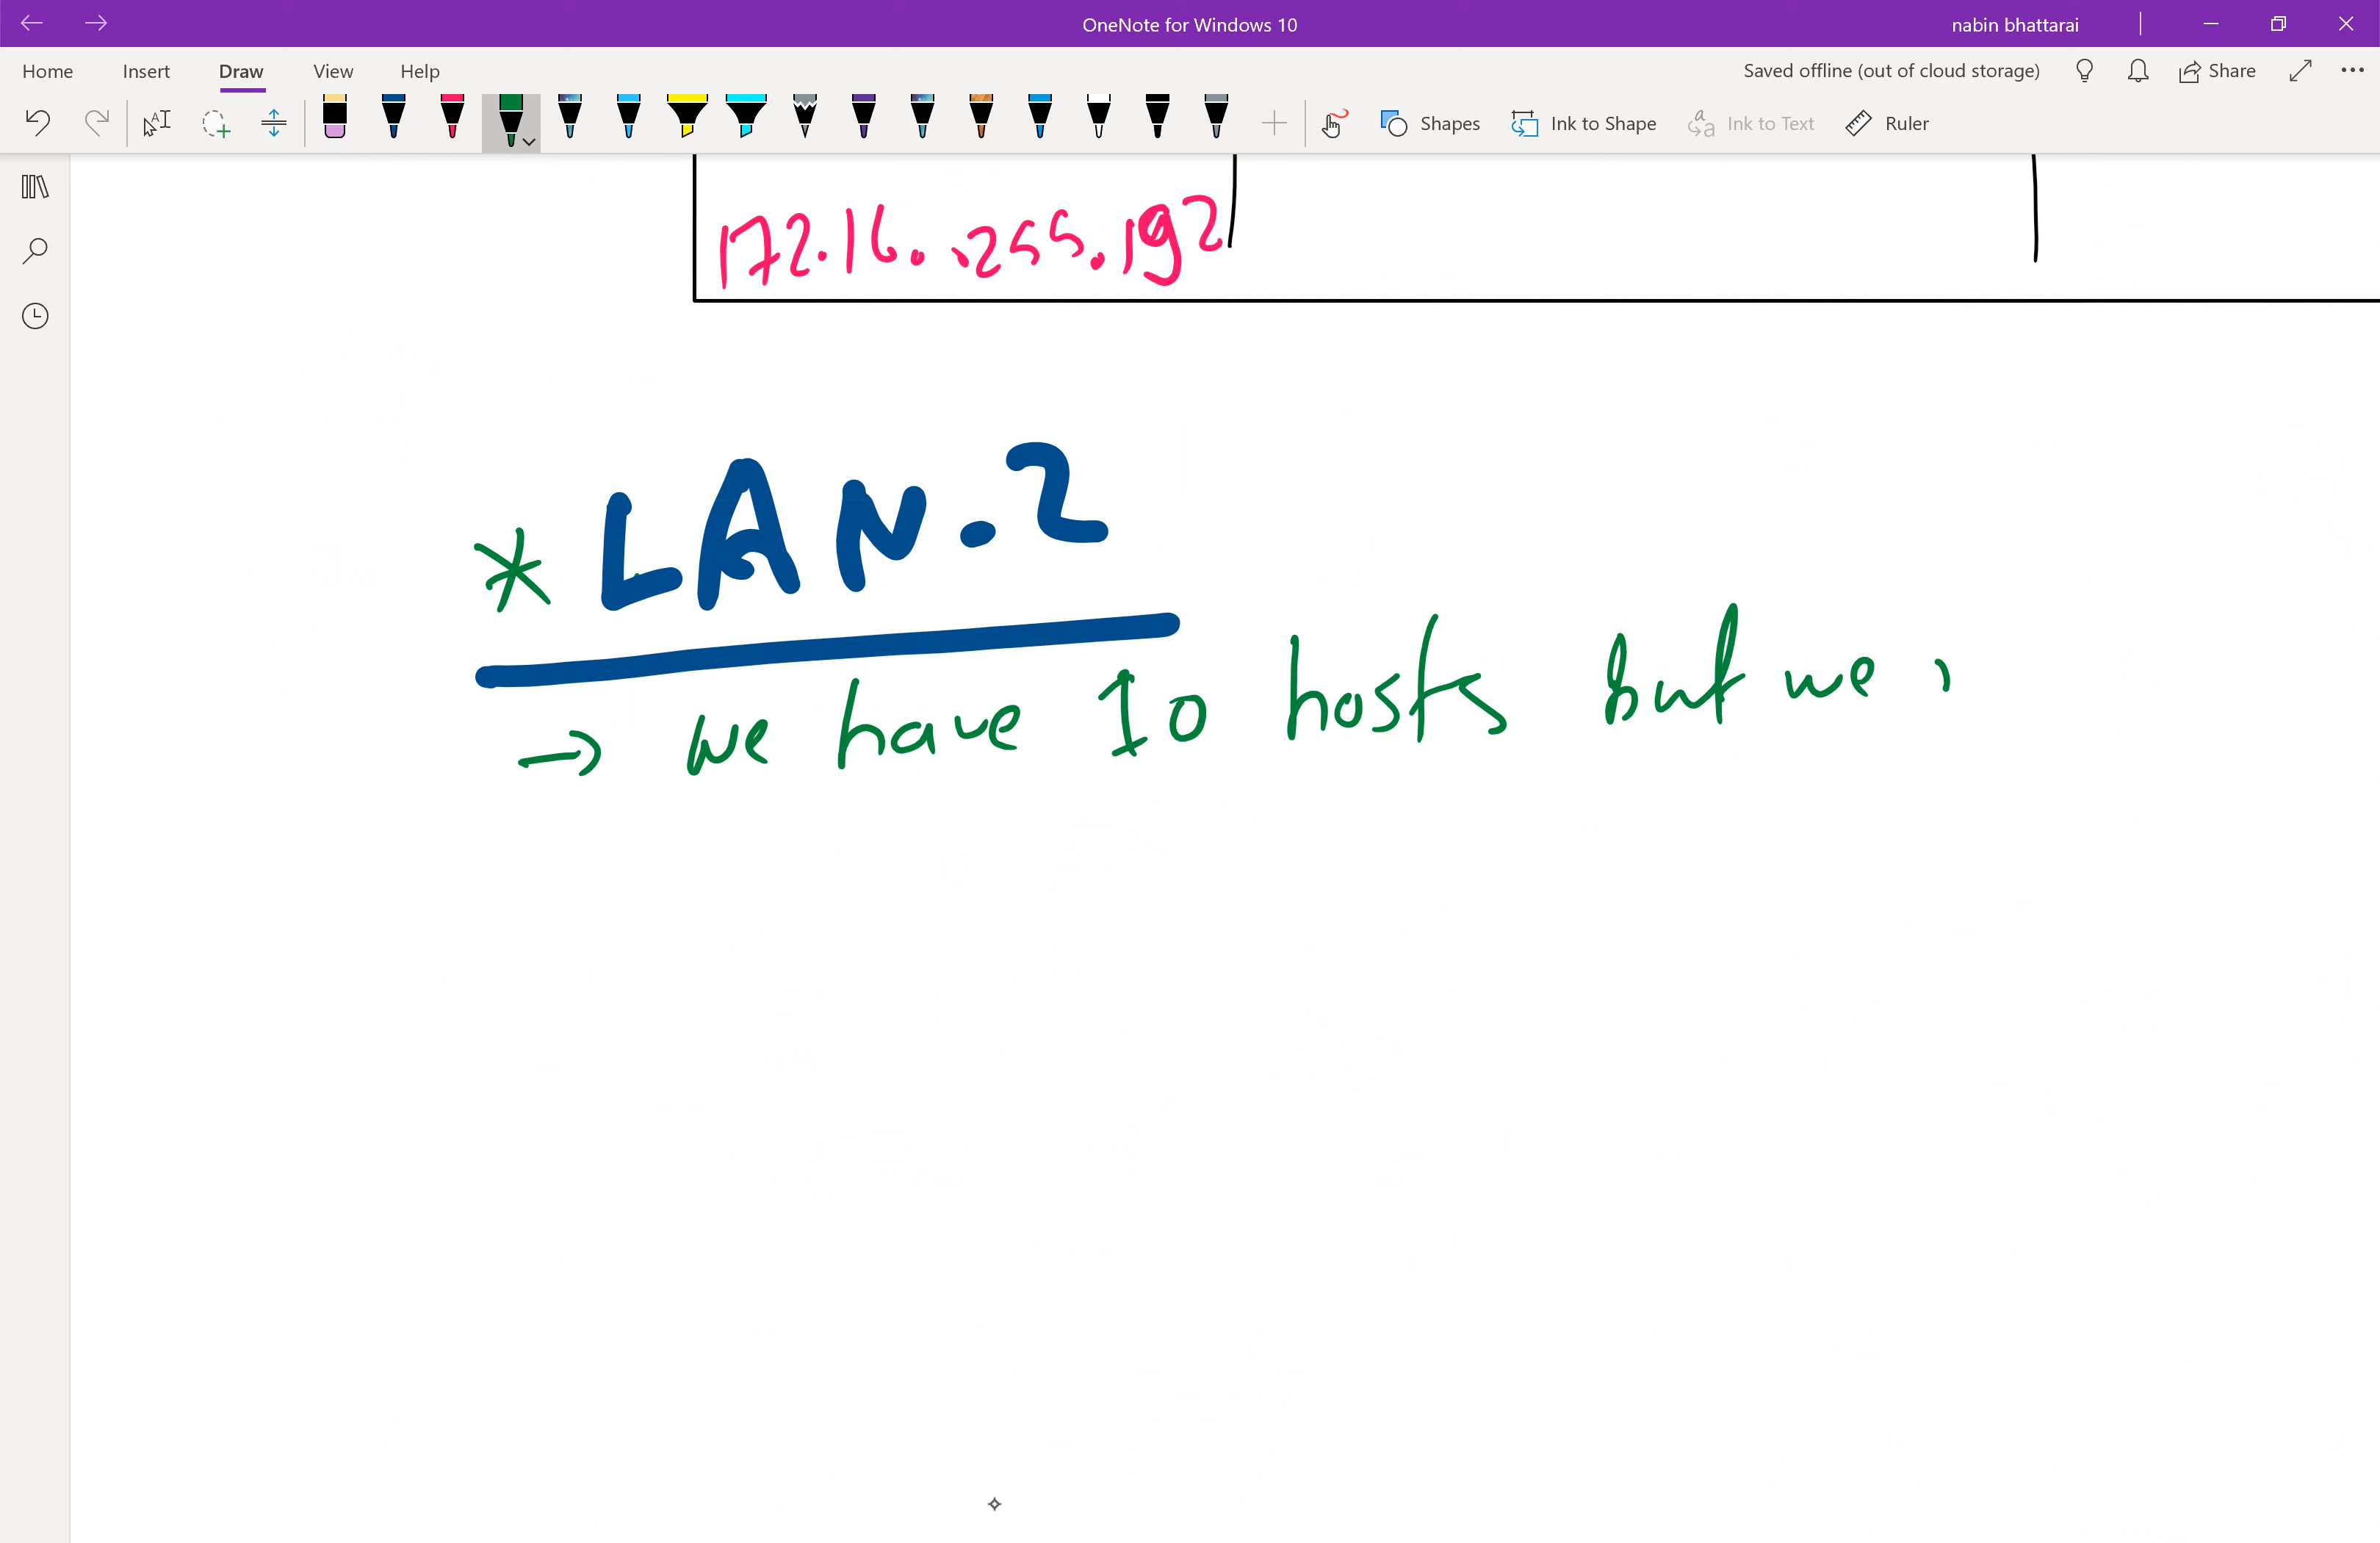 OneNote for Windows 10
nabin bhattarai
Home Insert Draw View Help
Saved offline (out of cloud storage)
Share
Shapes
Ink to Shape
Ink to Text
Ruler
172.16..255.192
* LAN.2
→ we have 10 hosts but we